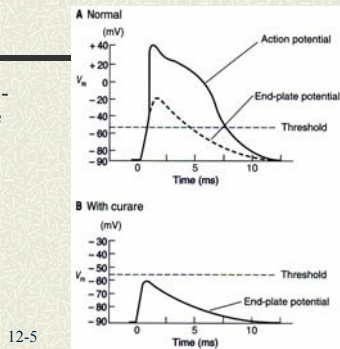 -
A Normal
(mV)
+ 40
+ 20
Vm 0
Action potential
− 20
− 40
− 60
− 80
− 90
End-plate potential
Threshold
0 5 10
Time (ms)
B With curare
(mV)
− 30
− 40
Vm − 50
− 60
− 70
− 80
− 90
Threshold
End-plate potential
0 5 10
Time (ms)
12-5